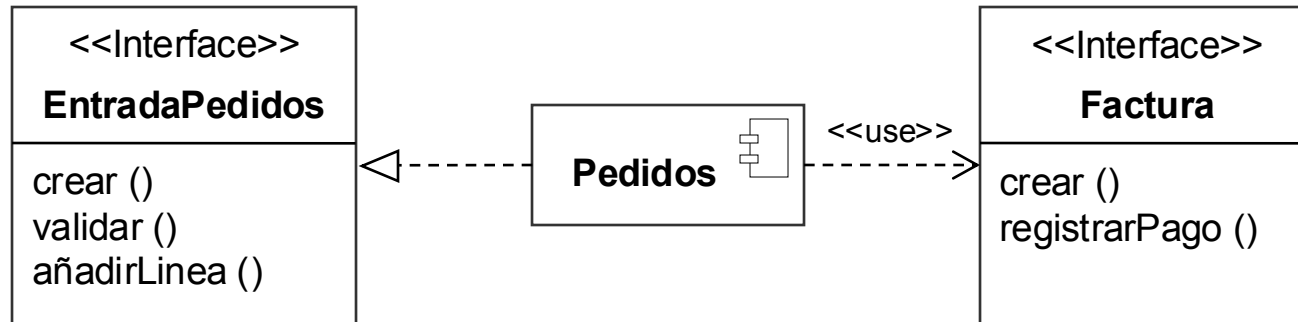 <<Interface>>
EntradaPedidos
crear ()
validar ()
añadirLinea ()
Pedidos
<<use>>
<<Interface>>
Factura
crear ()
registrarPago ()